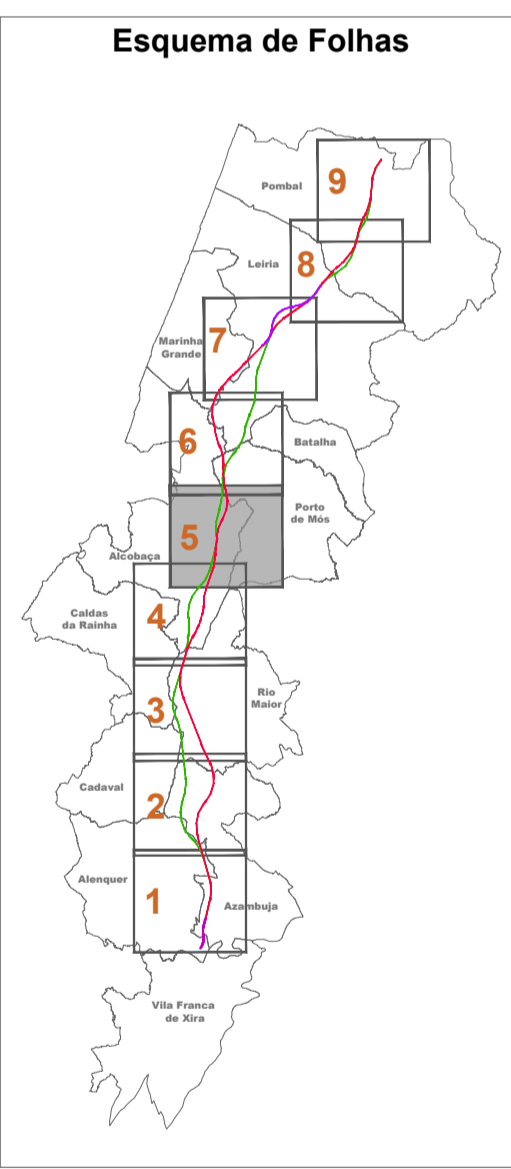 Esquema de Folhas
9
Pombal
8
Leiria
7
Marinha
Grande
6
Batalha
Porto
de Mós
5
Alcobaça
4
Caldas
da Rainha
3
Rio
Maior
2
Cadaval
1
Alenquer
Azambuja
Vila Franca
de Xira